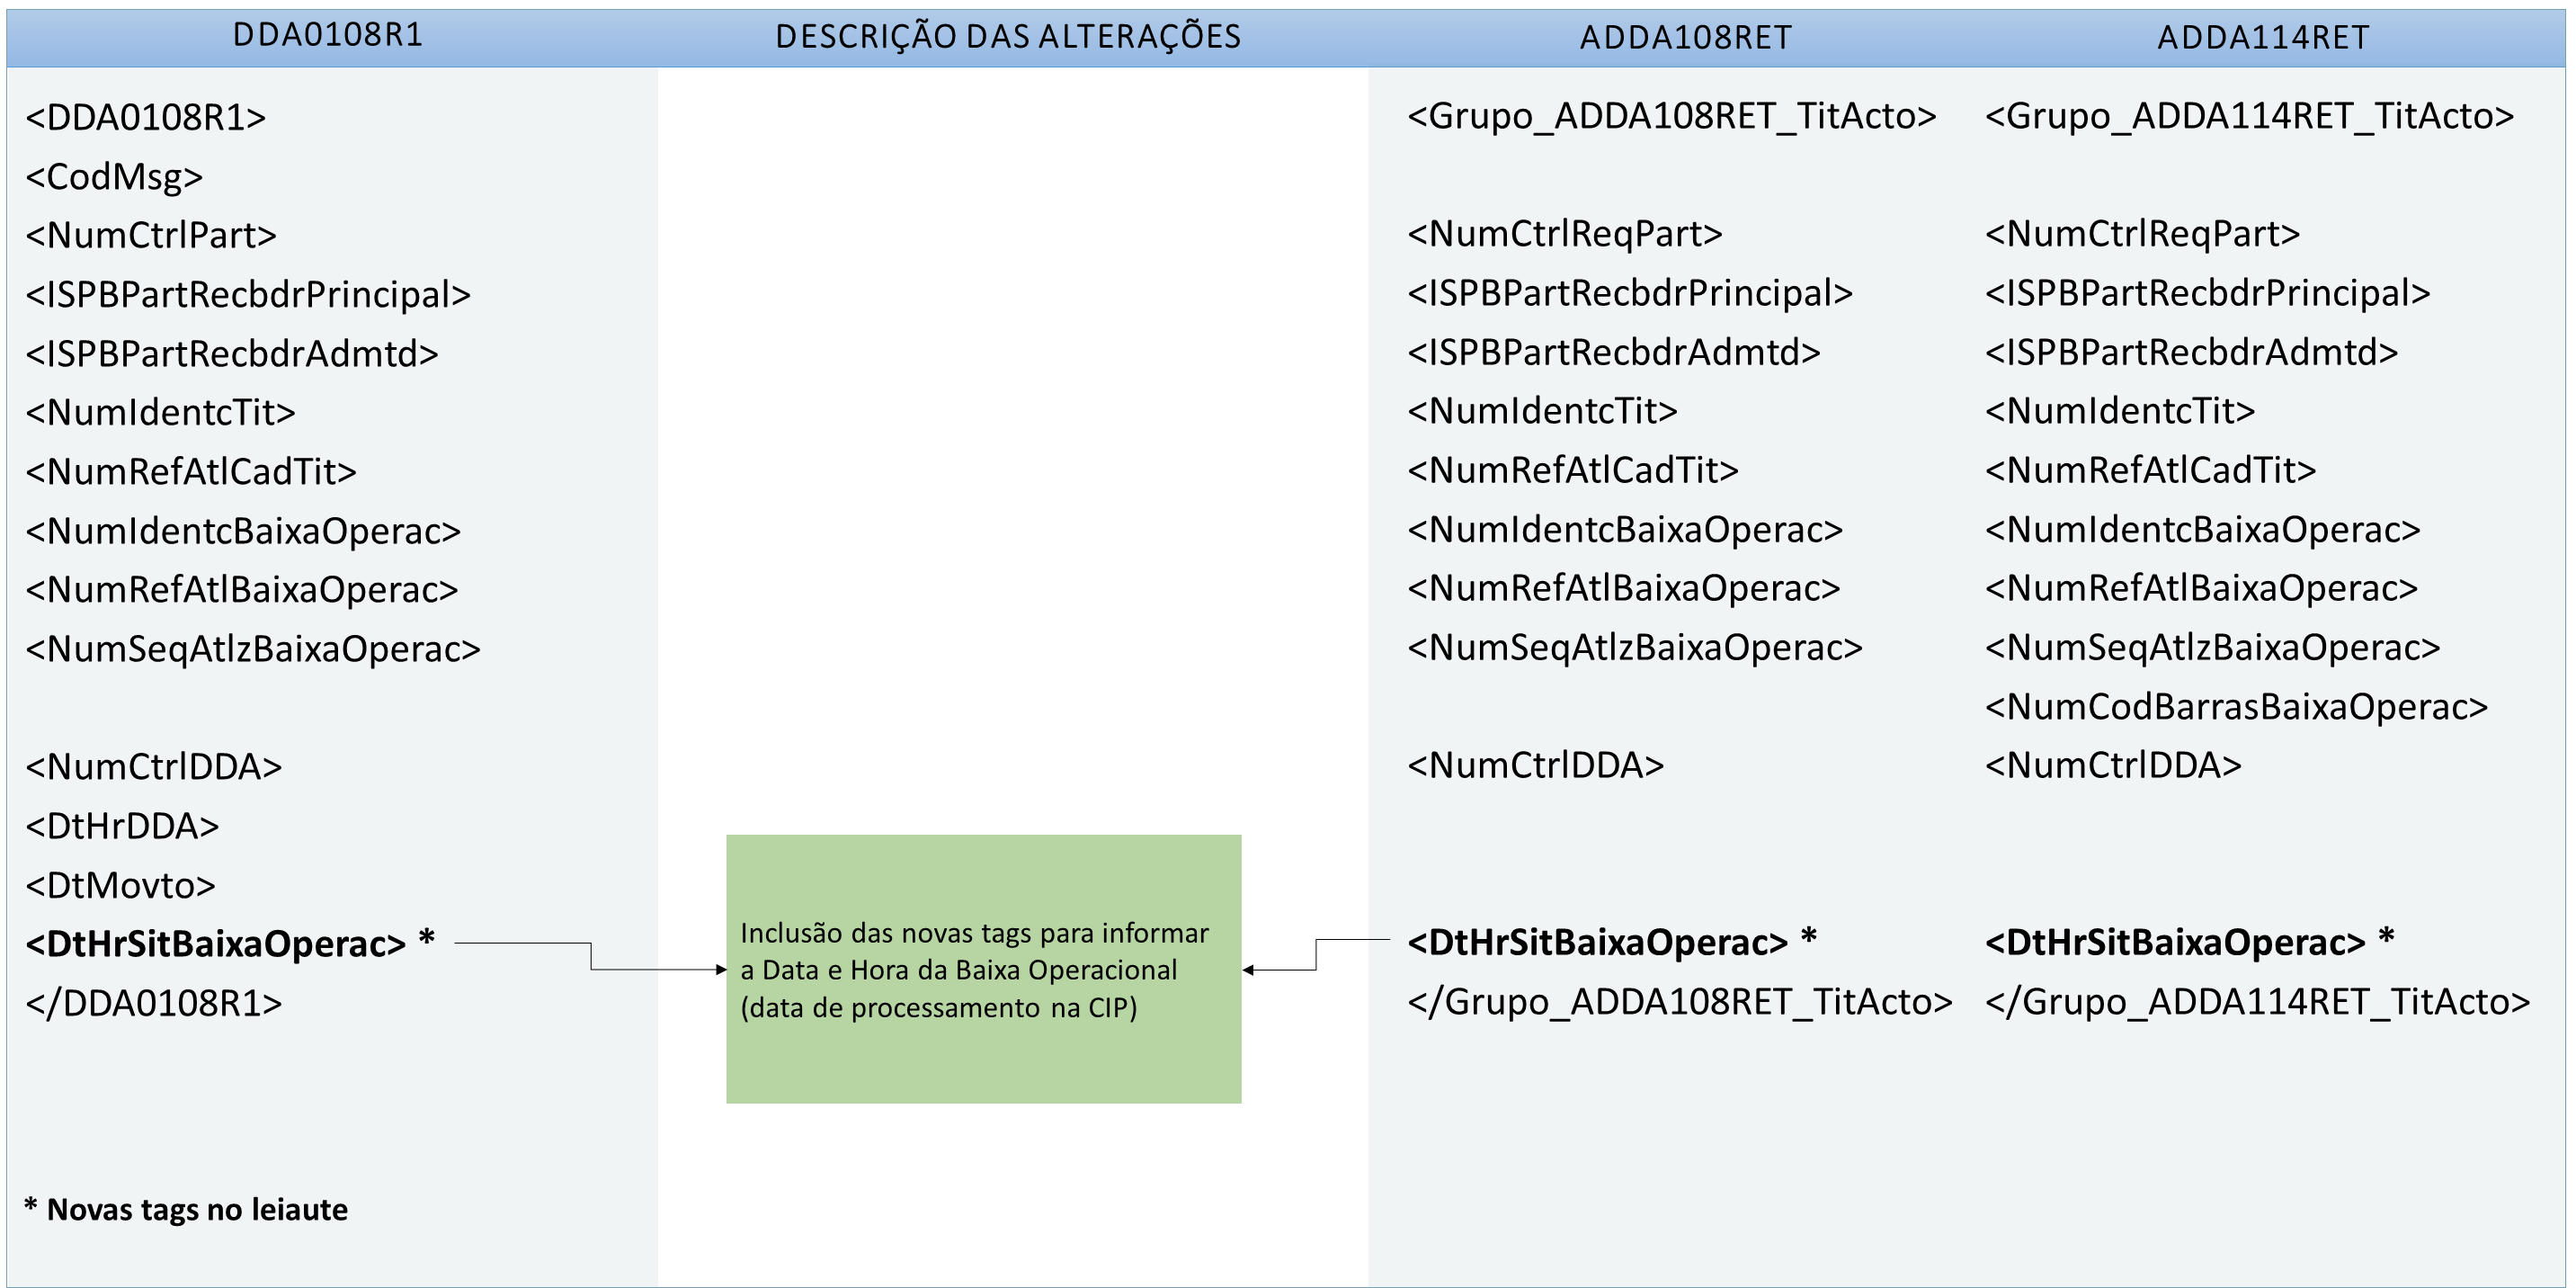 DDA0108R1
DESCRIÇÃO DAS ALTERAÇÕES
ADDA108RET
ADDA114RET
<DDA0108R1>
<CodMsg>
<NumCtrlPart>
<ISPBPartRecbdrPrincipal>
<ISPBPartRecbdrAdmtd>
<NumIdentcTit>
<NumRefAtlCadTit>
<NumIdentcBaixaOperac>
<NumRefAtlBaixaOperac>
<NumSeqAtlzBaixaOperac>
<NumCtrlDDA>
<DtHrDDA>
<DtMovto>
<DtHrSitBaixaOperac> *
</DDA0108R1>
* Novas tags no leiaute
Inclusão das novas tags para informar
a Data e Hora da Baixa Operacional
(data de processamento na CIP)
<Grupo_ADDA108RET_TitActo>
<NumCtrlReqPart>
<ISPBPartRecbdrPrincipal>
<ISPBPartRecbdrAdmtd>
<NumIdentcTit>
<NumRefAtlCadTit>
<NumIdentcBaixaOperac>
<NumRefAtlBaixaOperac>
<NumSeqAtlzBaixaOperac>
<NumCtrlDDA>
<DtHrSitBaixaOperac> *
</Grupo_ADDA108RET_TitActo>
<Grupo_ADDA114RET_TitActo>
<NumCtrlReqPart>
<ISPBPartRecbdrPrincipal>
<ISPBPartRecbdrAdmtd>
<NumIdentcTit>
<NumRefAtlCadTit>
<NumIdentcBaixaOperac>
<NumRefAtlBaixaOperac>
<NumSeqAtlzBaixaOperac>
<NumCodBarrasBaixaOperac>
<NumCtrlDDA>
<DtHrSitBaixaOperac> *
</Grupo_ADDA114RET_TitActo>